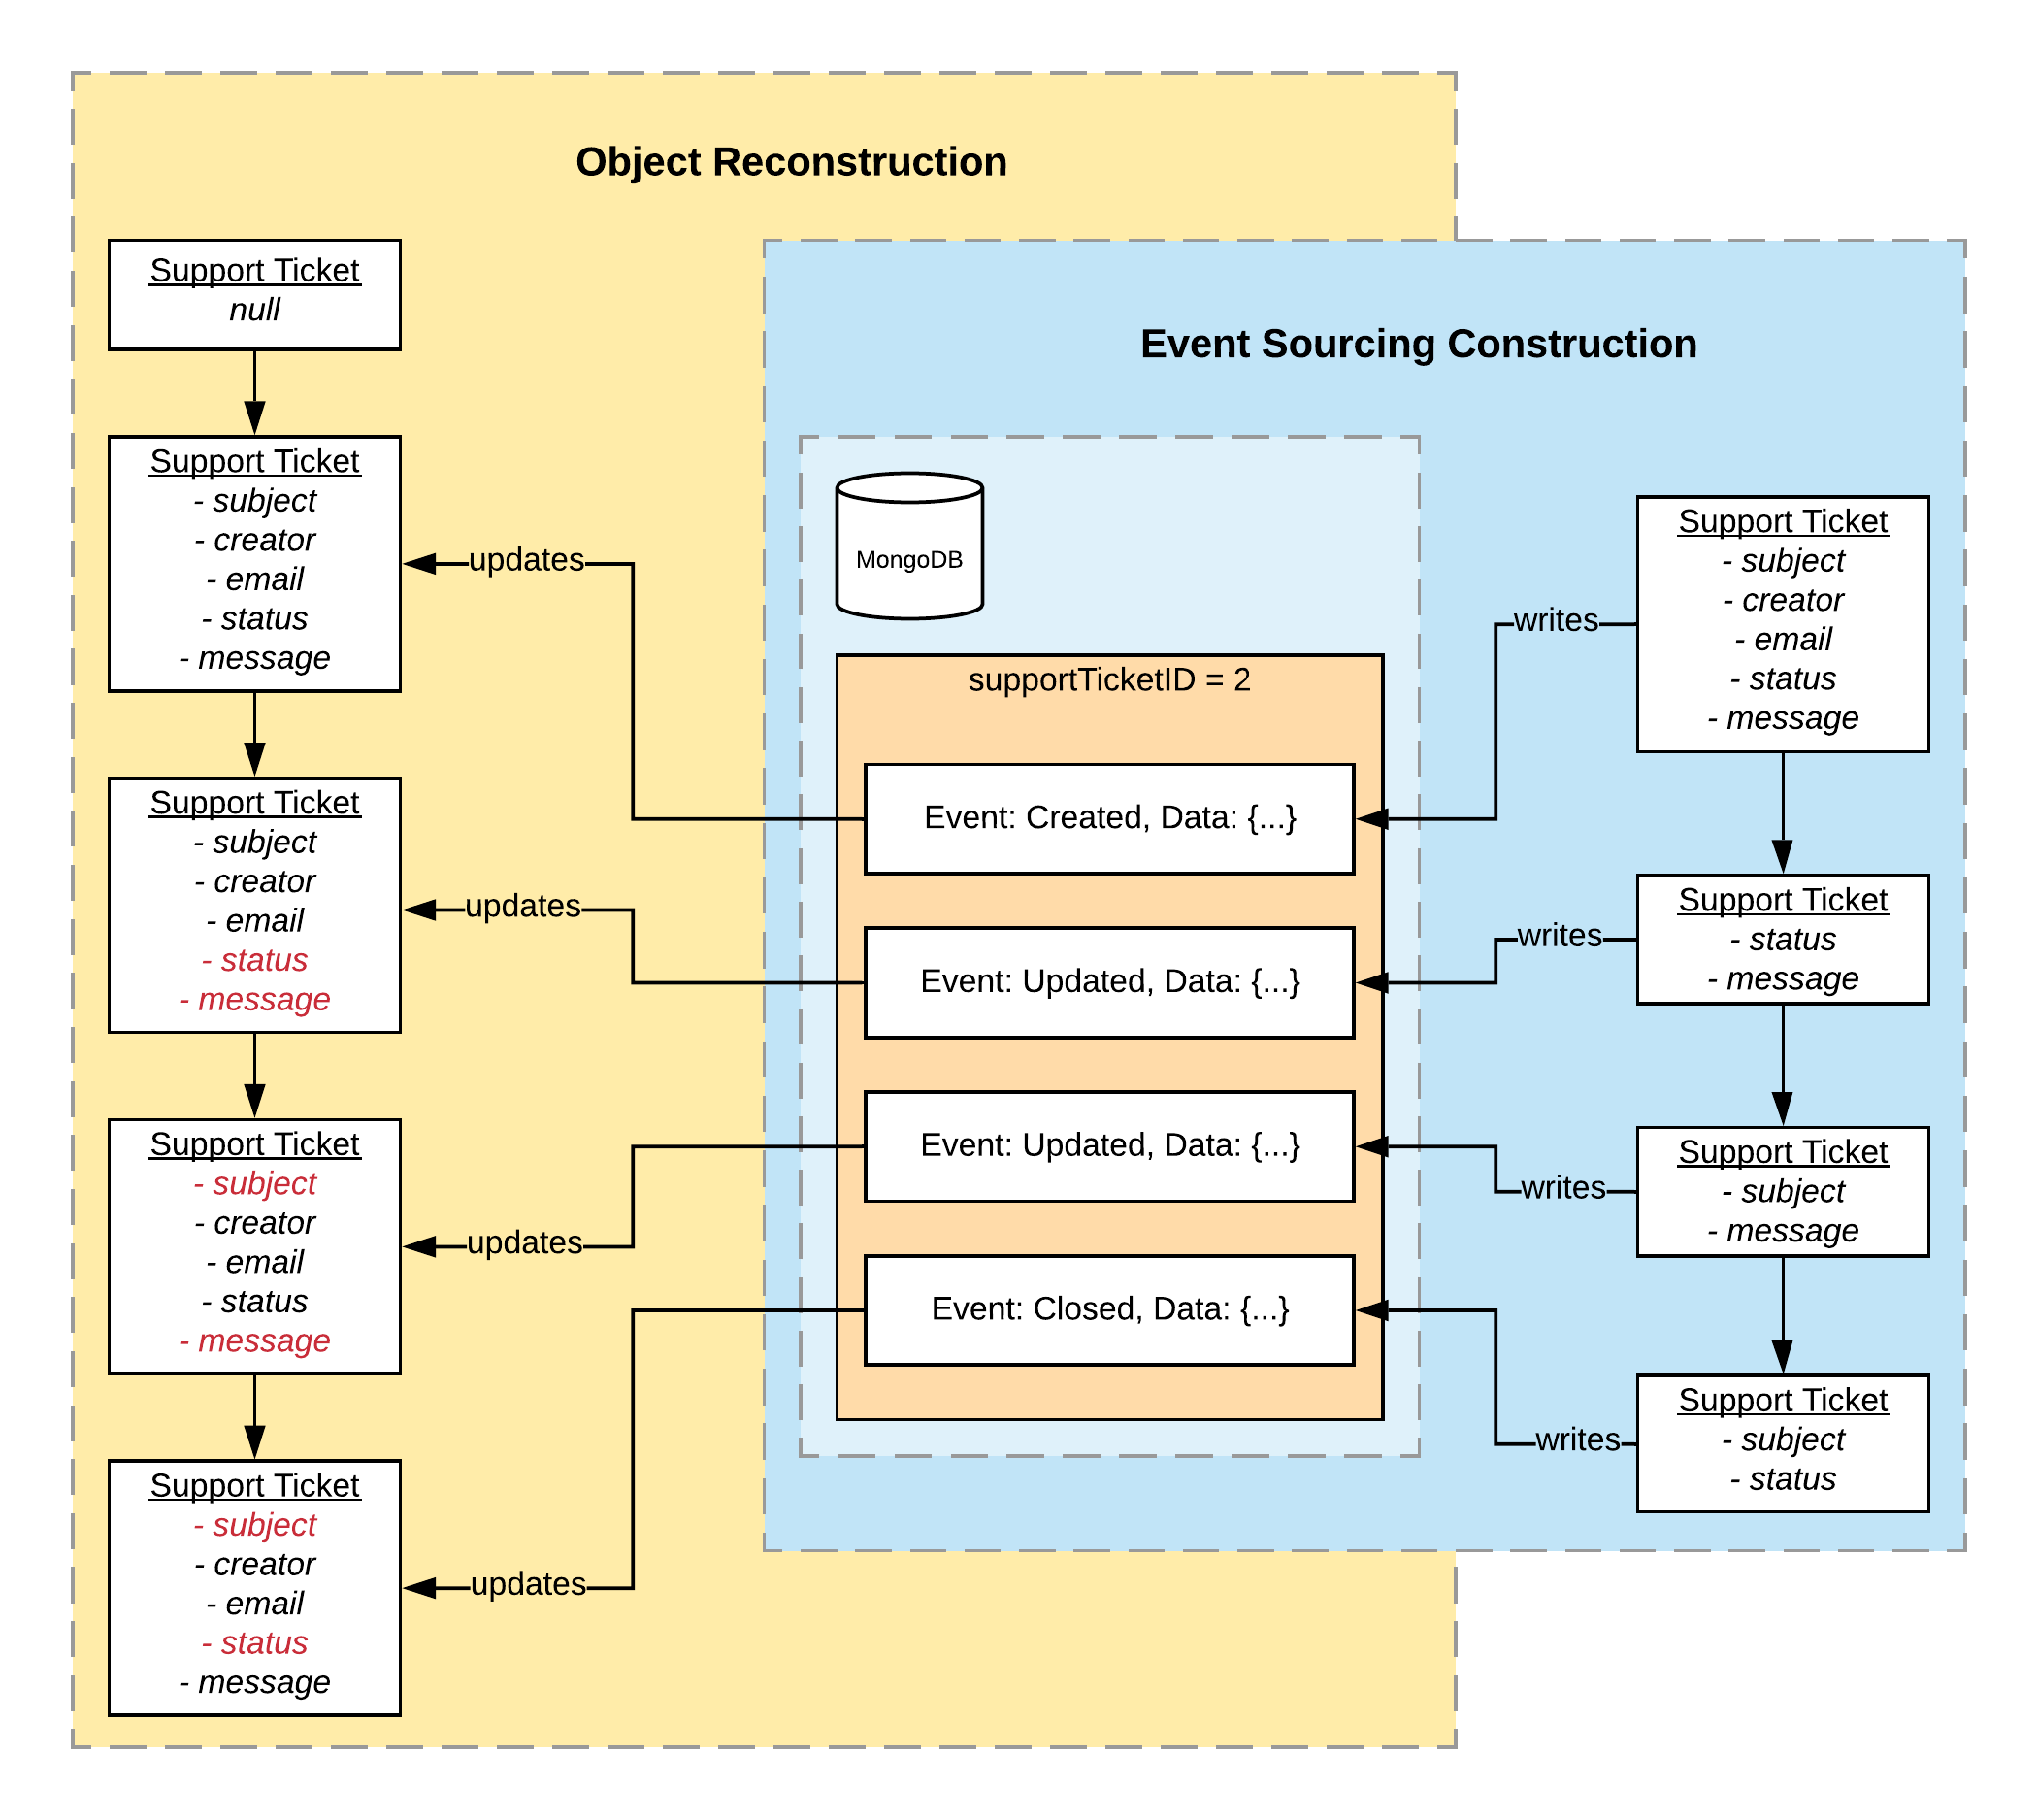 Object Reconstruction
Support Ticket
null
Support Ticket
- subject
- creator
- email
- status
- message
Support Ticket
- subject
- creator
- email
- status
- message
Support Ticket
- subject
- creator
- email
- status
- message
Support Ticket
- subject
- creator
- email
- status
- message
updates
updates
updates
updates
Event Sourcing Construction
MongoDB
supportTicketID = 2
Event: Created, Data: {...}
Event: Updated, Data: {...}
Event: Updated, Data: {...}
Event: Closed, Data: {...}
writes
writes
writes
writes
Support Ticket
- subject
- creator
- email
- status
- message
Support Ticket
- status
- message
Support Ticket
- subject
- message
Support Ticket
- subject
- status